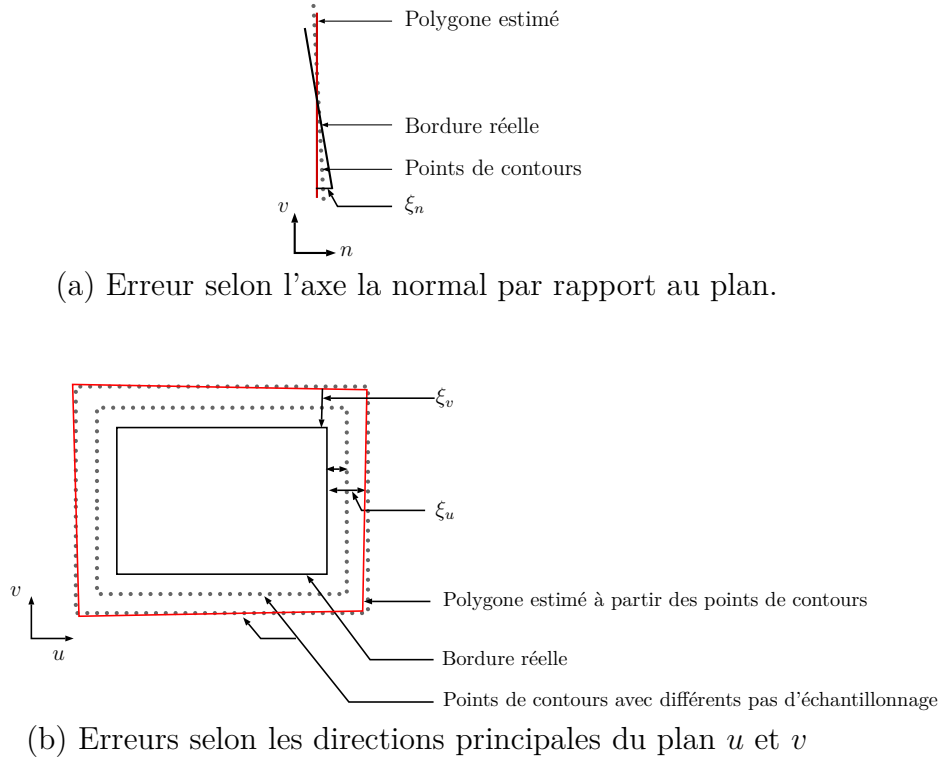 Polygone estimé
Bordure réelle
Points de contours
ξn
v
n
(a) Erreur selon l'axe la normal par rapport au plan.
ξv
ξu
v
u
Polygone estimé à partir des points de contours
Bordure réelle
Points de contours avec différents pas d'échantillonnage
(b) Erreurs selon les directions principales du plan u et v